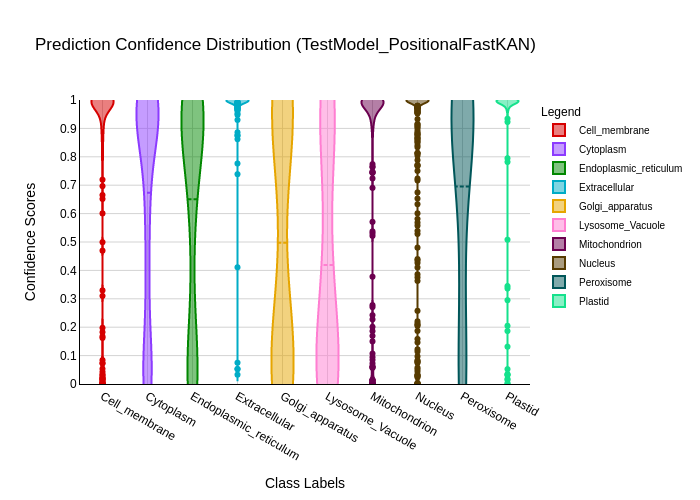 Prediction Confidence Distribution (TestModel_PositionalFastKAN)
Legend
Cell_membrane
Cytoplasm
Endoplasmic_reticulum
Extracellular
Golgi_apparatus
Lysosome_Vacuole
Mitochondrion
Nucleus
Peroxisome
Plastid
Confidence Scores
1
0.9
0.8
0.7
0.6
0.5
0.4
0.3
0.2
0.1
0
Cell_membrane
Cytoplasm
Endoplasmic_reticulum
Extracellular
Golgi_apparatus
Lysosome_Vacuole
Mitochondrion
Nucleus
Peroxisome
Plastid
Class Labels